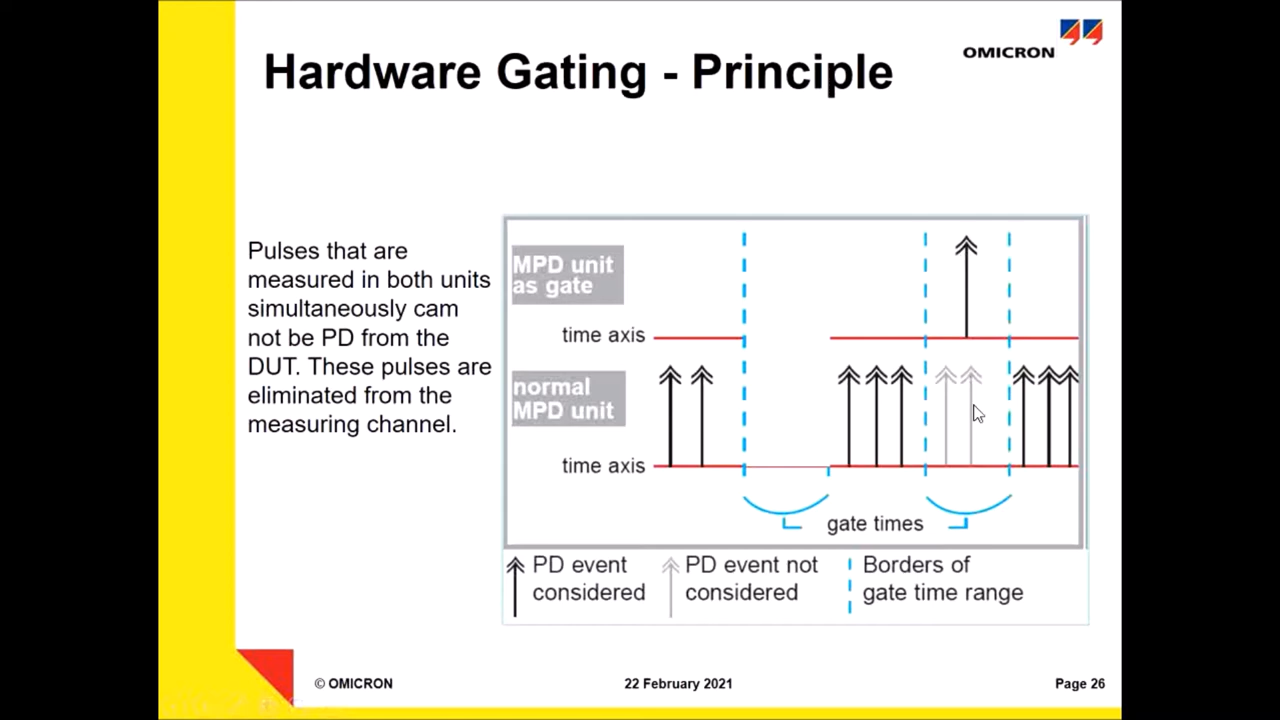 OMICRON
Hardware Gating - Principle
Pulses that are
measured in both units
simultaneously cam
not be PD from the
DUT. These pulses are
eliminated from the
measuring channel.
MPD unit
as gate
time axis
normal
MPD unit
time axis
gate times
PD event
considered
PD event not
considered
Borders of
gate time range
© OMICRON
22 February 2021
Page 26